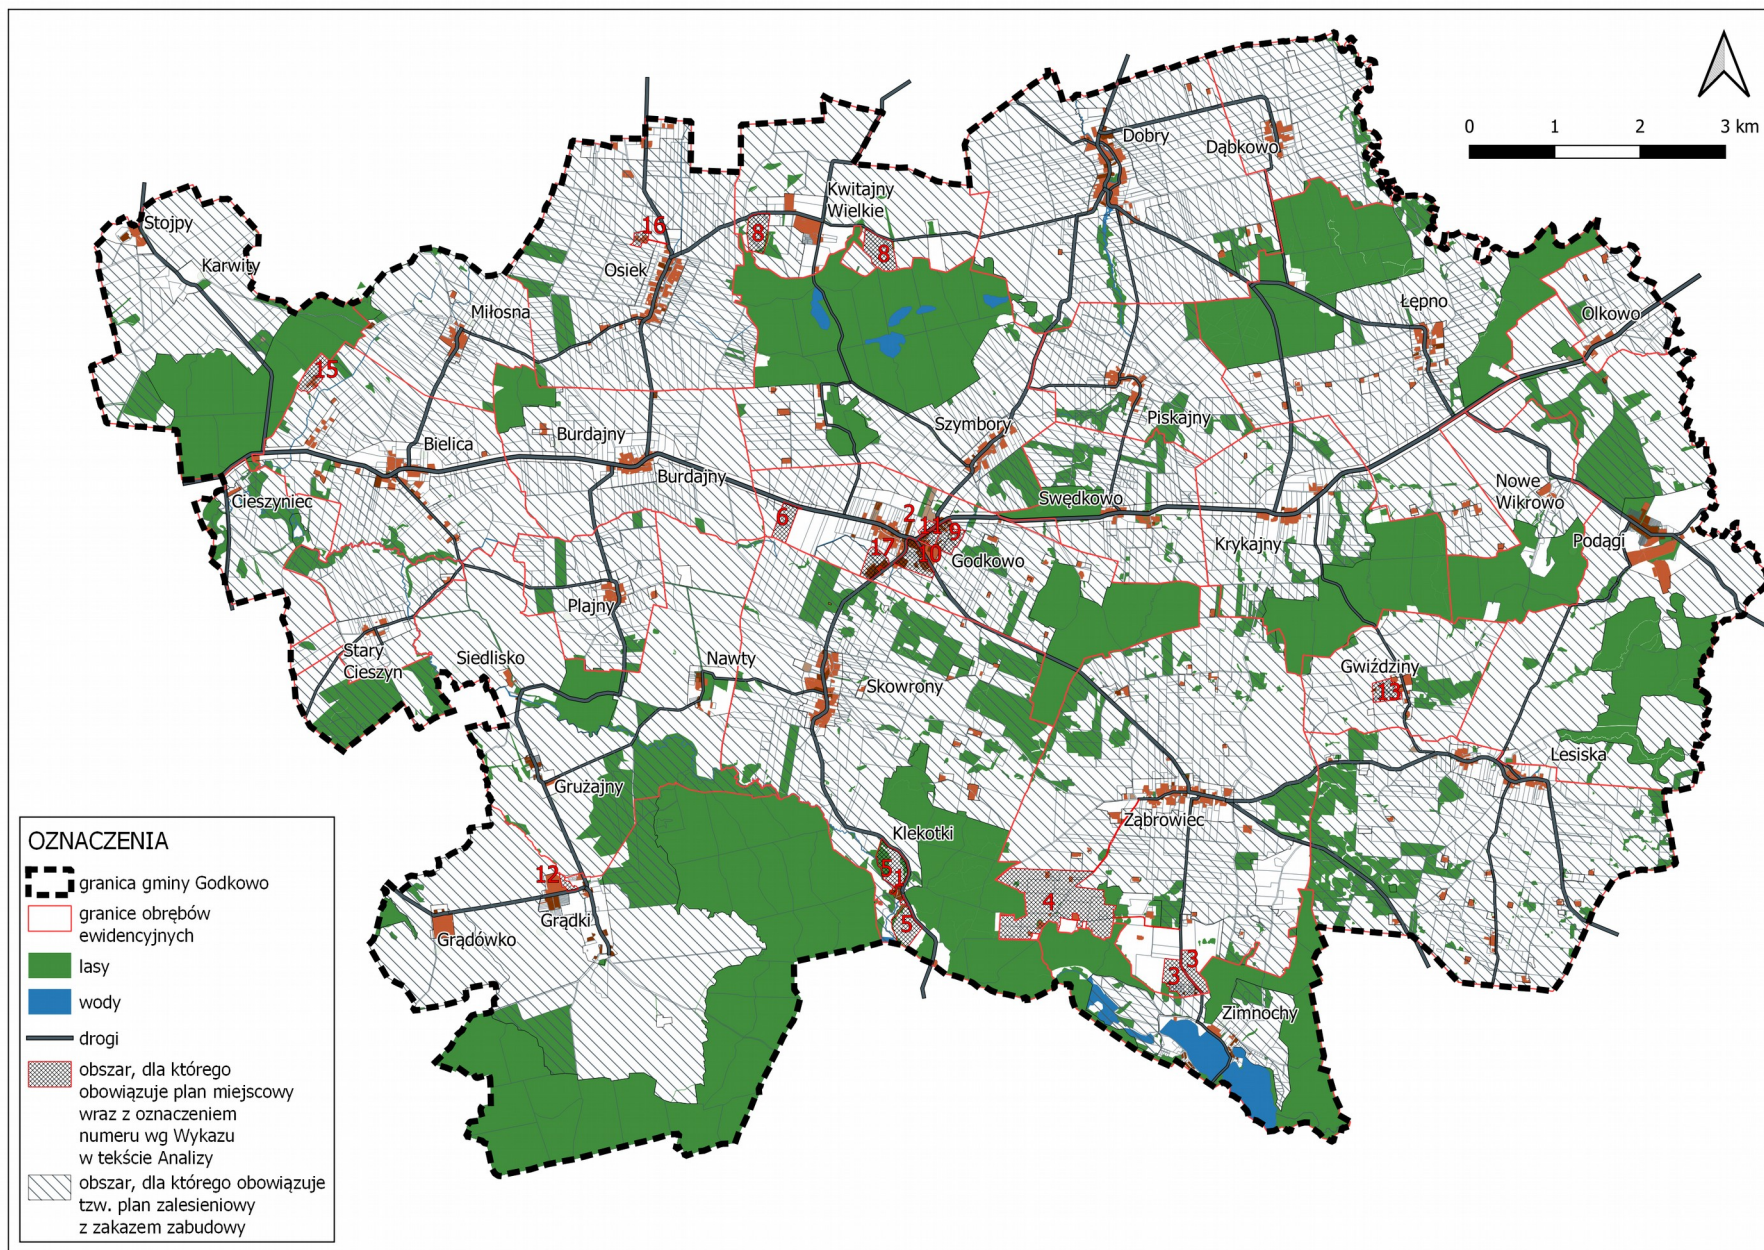 0 1 2 3 km
Dobry
Dąbkowo
Kwitajny
Wielkie
Stojpy
16
8
8
Karwity
Osiek
Miłosna
Łępno
Olkowo
15
Piskajny
Szymbory
Burdajny
Bielica
Burdajny
Swędkowo
Nowe
Wikrowo
Cieszyniec
6
2
11
9
17
10
Godkowo
Krykajny
Podągi
Plajny
Stary
Cieszyn
Siedlisko
Nawty
Skowrony
Gwiździny
13
Lesiska
Grużajny
Ząbrowiec
Klekotki
5
1
5
4
12
Grądki
Grądówko
3
3
Zimnochy
OZNACZENIA
granica gminy Godkowo
granice obrębów
ewidencyjnych
lasy
wody
drogi
obszar, dla którego
obowiązuje plan miejscowy
wraz z oznaczeniem
numeru wg Wykazu
w tekście Analizy
obszar, dla którego obowiązuje
tzw. plan zalesieniowy
z zakazem zabudowy